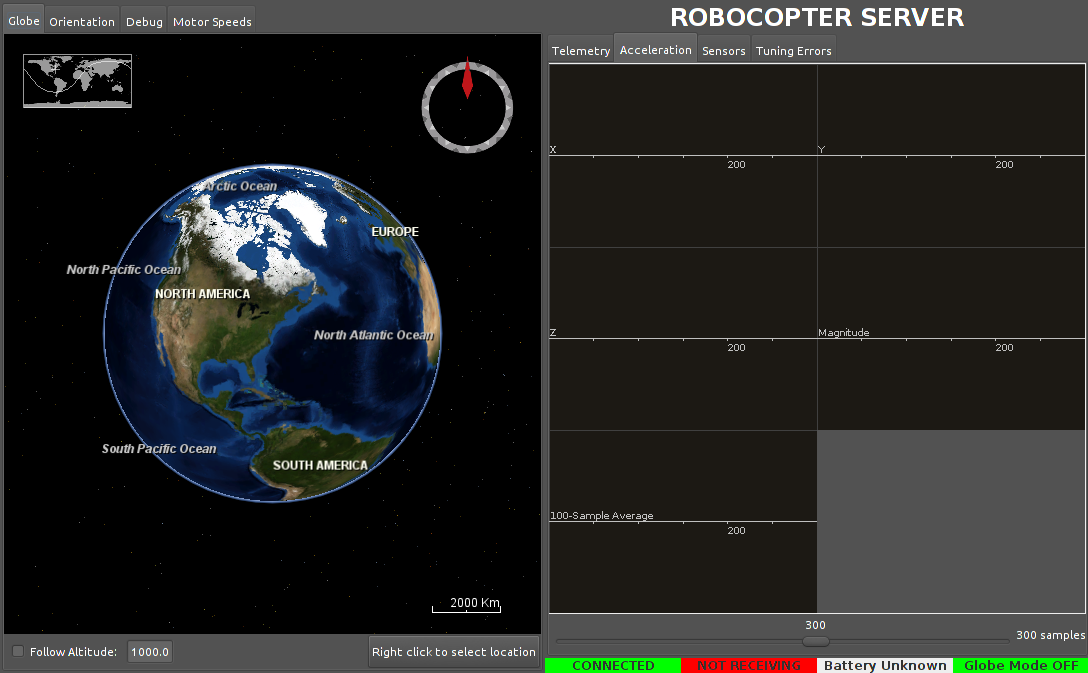 ROBOCOPTER SERVER
Globe Orientation Debug Motor Speeds
Telemetry Acceleration Sensors Tuning Errors
X
200
Y
200
Z
200
Magnitude
200
100-Sample Average
200
Arctic Ocean
EUROPE
North Pacific Ocean
NORTH AMERICA
North Atlantic Ocean
South Pacific Ocean
SOUTH AMERICA
2000 Km
Follow Altitude: 1000.0 Right click to select location
300
300 samples
CONNECTED NOT RECEIVING Battery Unknown Globe Mode OFF